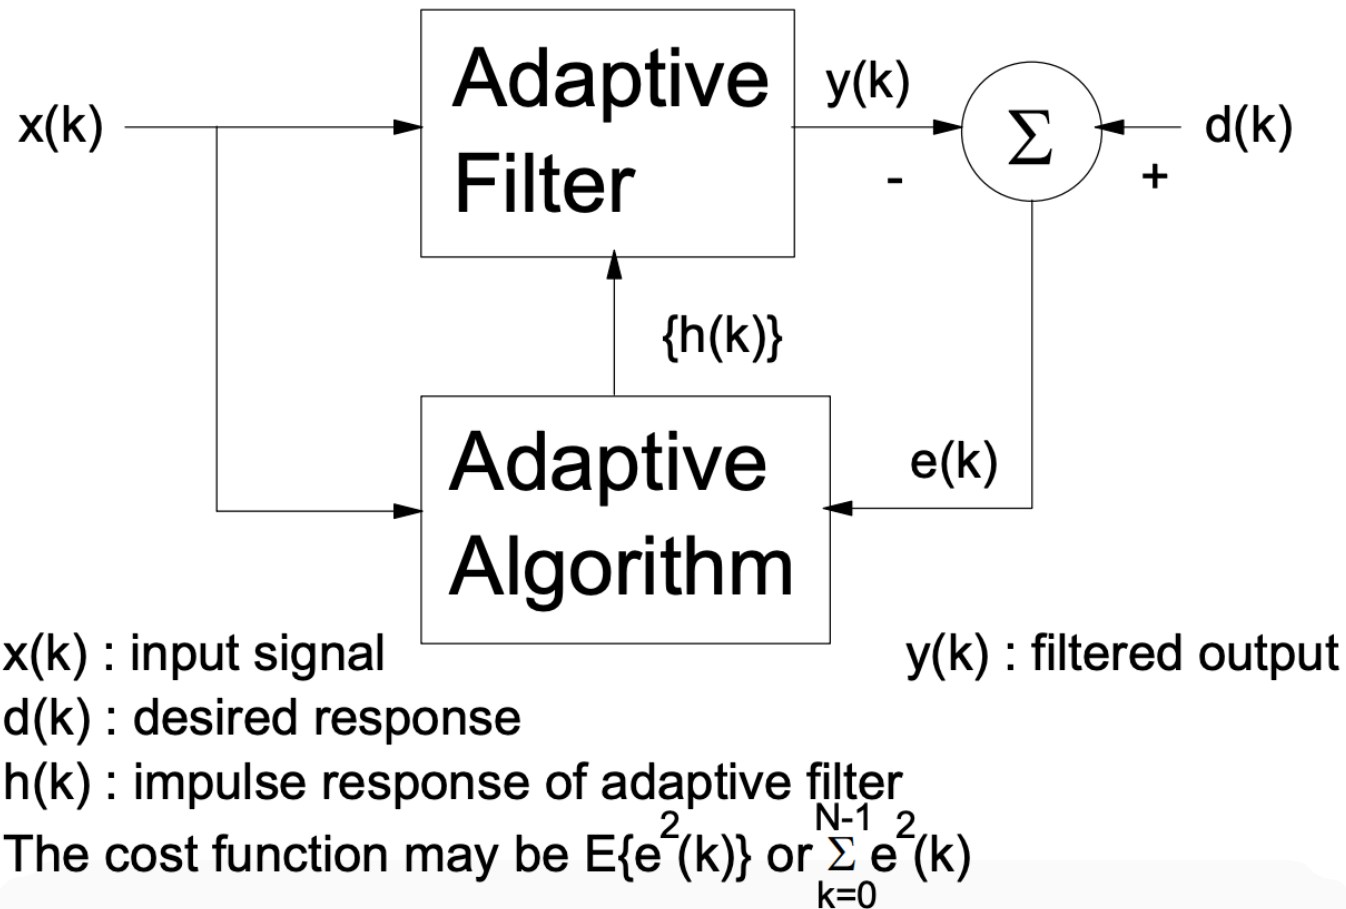 Adaptive
Filter
x(k)
y(k)
Σ
d(k)
-
+
{h(k)}
Adaptive
Algorithm
e(k)
x(k) : input signal
y(k) : filtered output
d(k) : desired response
h(k) : impulse response of adaptive filter
The cost function may be E{e²(k)} or N-1 Σ k=0 e²(k)